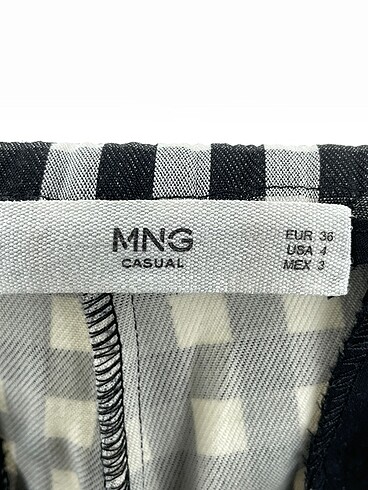 MNG
CASUAL
EUR 36
USA 4
MEX 3